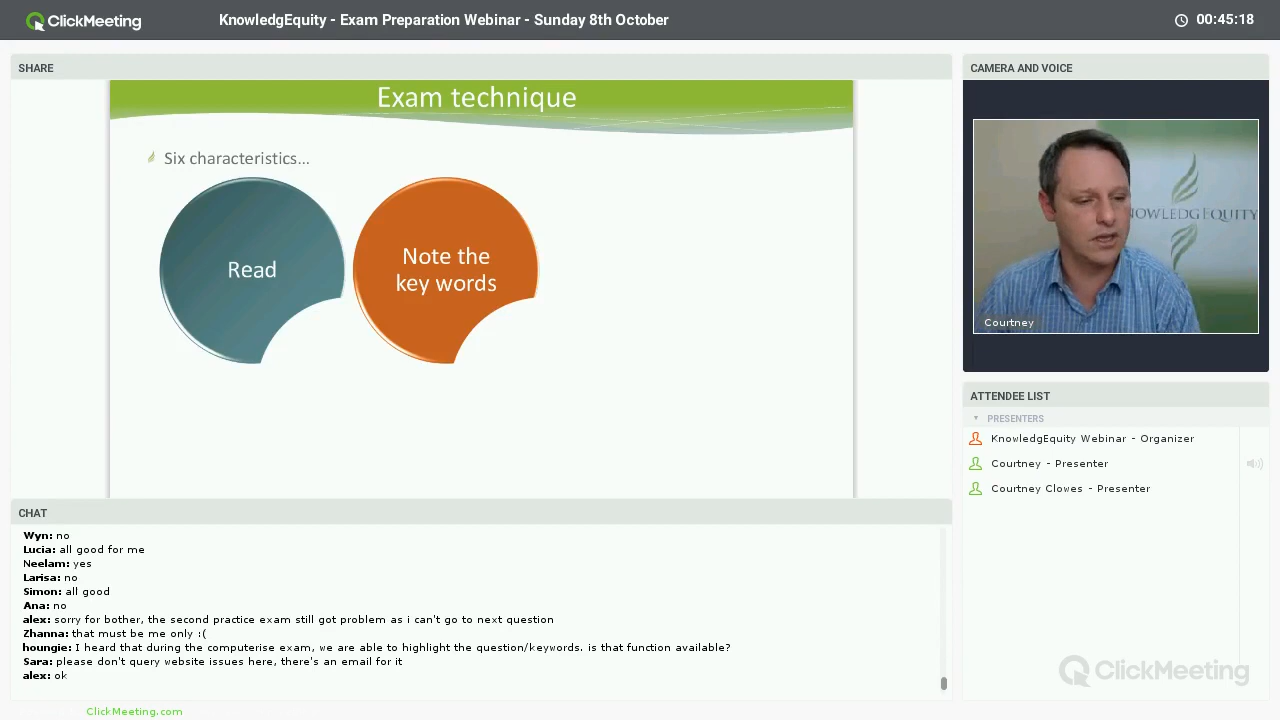 ClickMeeting
KnowledgEquity - Exam Preparation Webinar - Sunday 8th October
00:45:18
SHARE
Exam technique
Six characteristics...
Read
Note the
key words
CAMERA AND VOICE
NOWLEDGEQUITY
Courtney
ATTENDEE LIST
PRESENTERS
KnowledgEquity Webinar - Organizer
Courtney - Presenter
Courtney Clowes - Presenter
CHAT
Wyn: no
Lucia: all good for me
Neelam: yes
Larisa: no
Simon: all good
Ana: no
alex: sorry for bother, the second practice exam still got problem as i can't go to next question
Zhanna: that must be me only :(
houngie: I heard that during the computerise exam, we are able to highlight the question/keywords. is that function available?
Sara: please don't query website issues here, there's an email for it
alex: ok
ClickMeeting
ClickMeeting.com